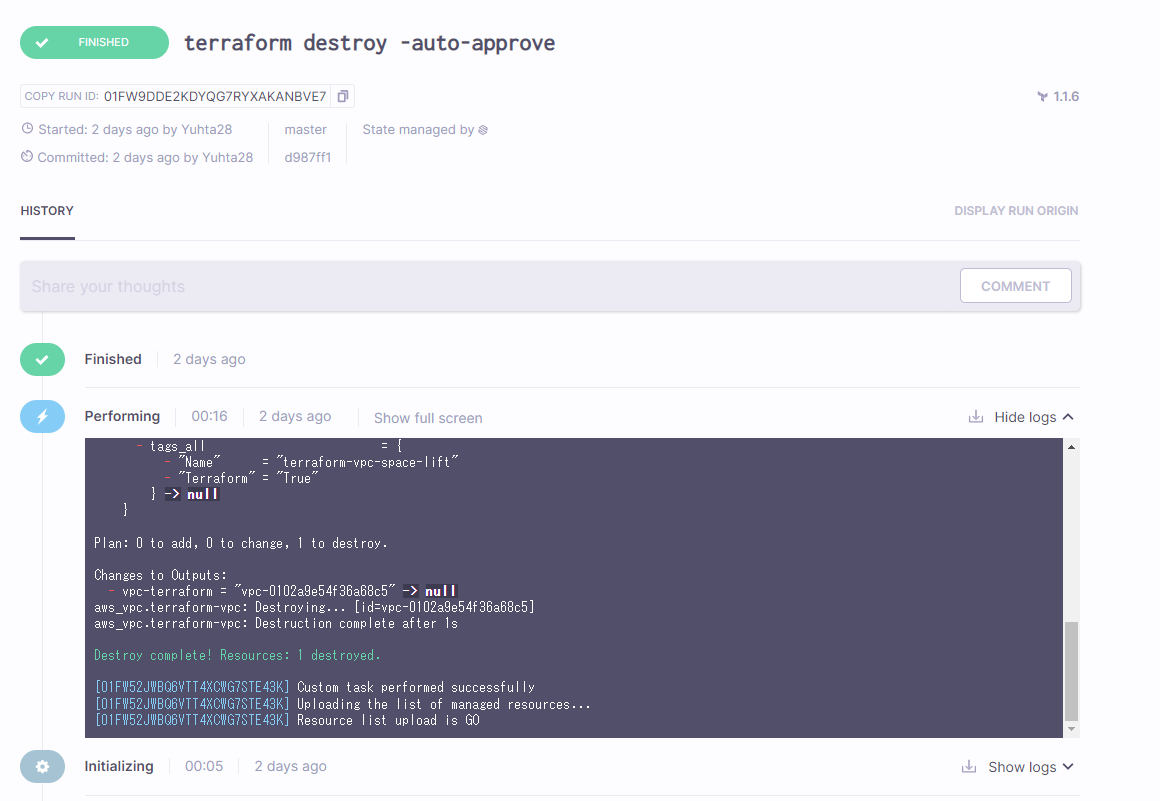 FINISHED terraform destroy -auto-approve
COPY RUN ID: 01FW9DDE2KDYQG7RYXAKANBVE7 1.1.6
Started: 2 days ago by Yuhta28 master State managed by
Committed: 2 days ago by Yuhta28 d987ff1
HISTORY DISPLAY RUN ORIGIN
Share your thoughts COMMENT
Finished 2 days ago
Performing 00:16 2 days ago Show full screen Hide logs
- tags_all = {
- "Name" = "terraform-vpc-space-lift"
- "Terraform" = "True"
} -> null
}
Plan: 0 to add, 0 to change, 1 to destroy.
Changes to Outputs:
- vpc-terraform = "vpc-0102a9e54f36a68c5" -> null
aws_vpc.terraform-vpc: Destroying... [id=vpc-0102a9e54f36a68c5]
aws_vpc.terraform-vpc: Destruction complete after 1s
Destroy complete! Resources: 1 destroyed.
[01FW52JWBQ6VTT4XCWG7STE43K] Custom task performed successfully
[01FW52JWBQ6VTT4XCWG7STE43K] Uploading the list of managed resources...
[01FW52JWBQ6VTT4XCWG7STE43K] Resource list upload is GO
Initializing 00:05 2 days ago Show logs